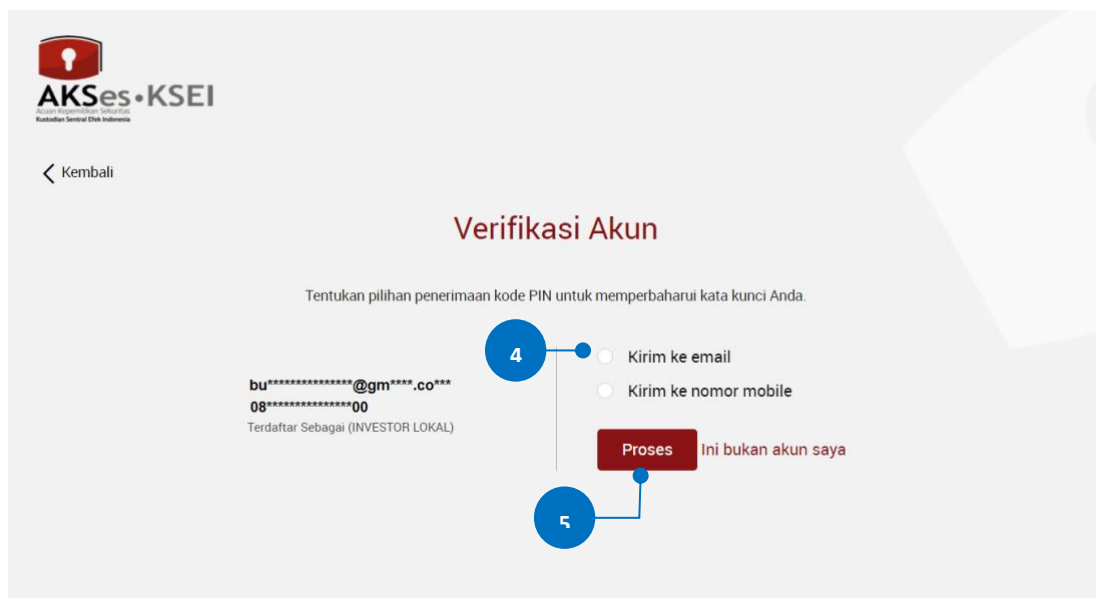 AKSes•KSEI
Acuan Kepemilikan Sekuritas
Kustodian Sentral Efek Indonesia
Kembali
Verifikasi Akun
Tentukan pilihan penerimaan kode PIN untuk memperbaharui kata kunci Anda.
4
Kirim ke email
bu***************@gm****.co***
08***************00
Terdaftar Sebagai (INVESTOR LOKAL)
Kirim ke nomor mobile
Proses Ini bukan akun saya
5